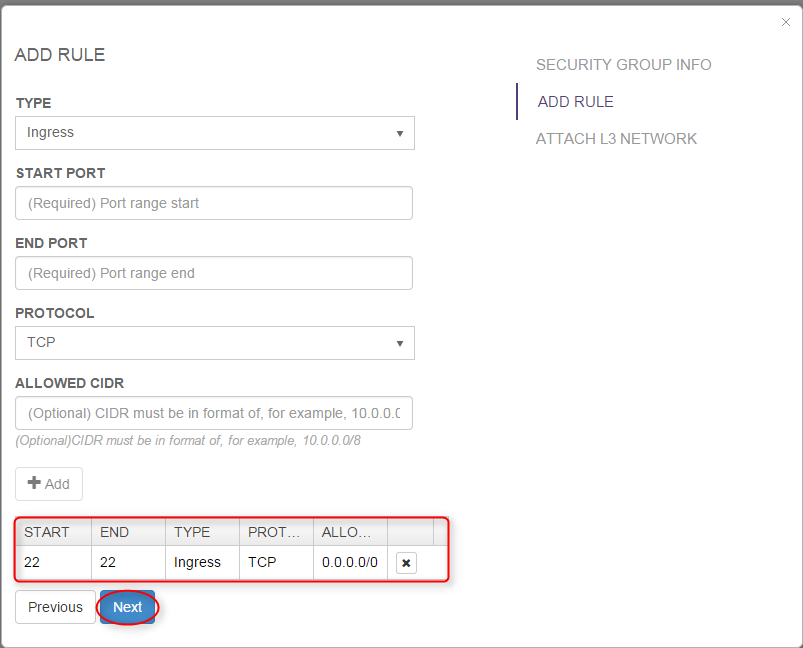 ×
ADD RULE
SECURITY GROUP INFO
ADD RULE
ATTACH L3 NETWORK
TYPE
Ingress
START PORT
(Required) Port range start
END PORT
(Required) Port range end
PROTOCOL
TCP
ALLOWED CIDR
(Optional) CIDR must be in format of, for example, 10.0.0.0
(Optional)CIDR must be in format of, for example, 10.0.0.0/8
+ Add
START END TYPE PROT... ALLO...
22 22 Ingress TCP 0.0.0.0/0 ×
Previous Next